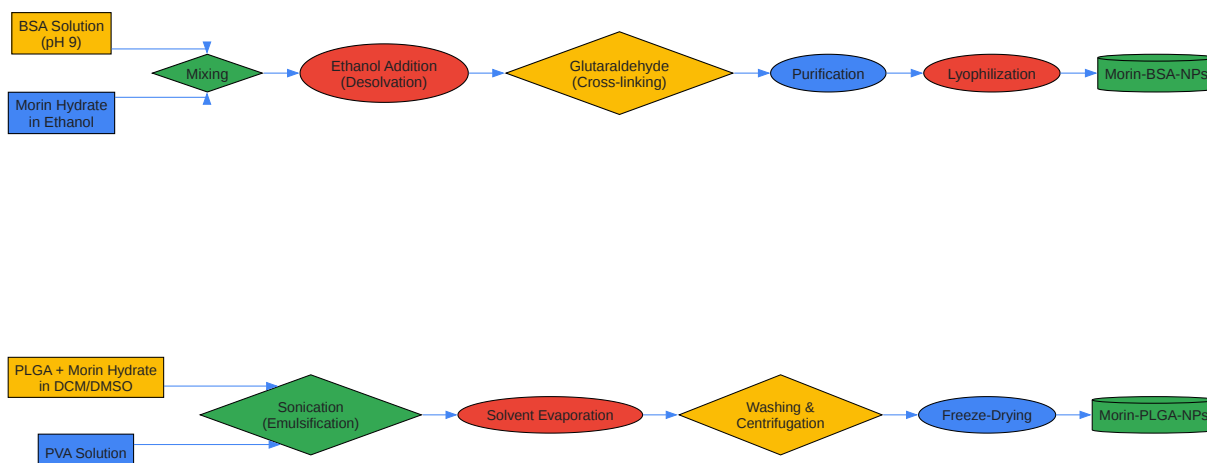 BSA Solution
(pH 9)
Morin Hydrate
in Ethanol
Mixing
Ethanol Addition
(Desolvation)
Glutaraldehyde
(Cross-linking)
Purification
Lyophilization
Morin-BSA-NPs
PLGA + Morin Hydrate
in DCM/DMSO
PVA Solution
Sonication
(Emulsification)
Solvent Evaporation
Washing &
Centrifugation
Freeze-Drying
Morin-PLGA-NPs